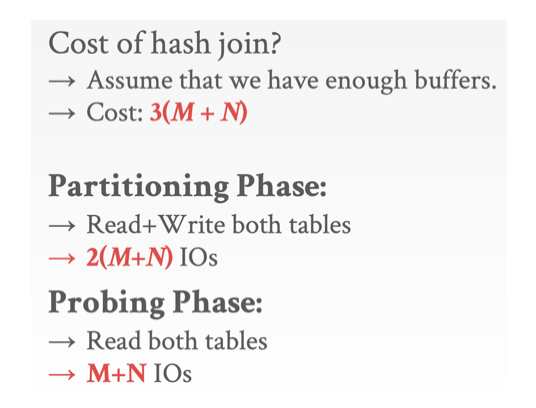 Cost of hash join?
→ Assume that we have enough buffers.
→ Cost: 3(M + N)
Partitioning Phase:
→ Read+Write both tables
→ 2(M+N) IOs
Probing Phase:
→ Read both tables
→ M+N IOs